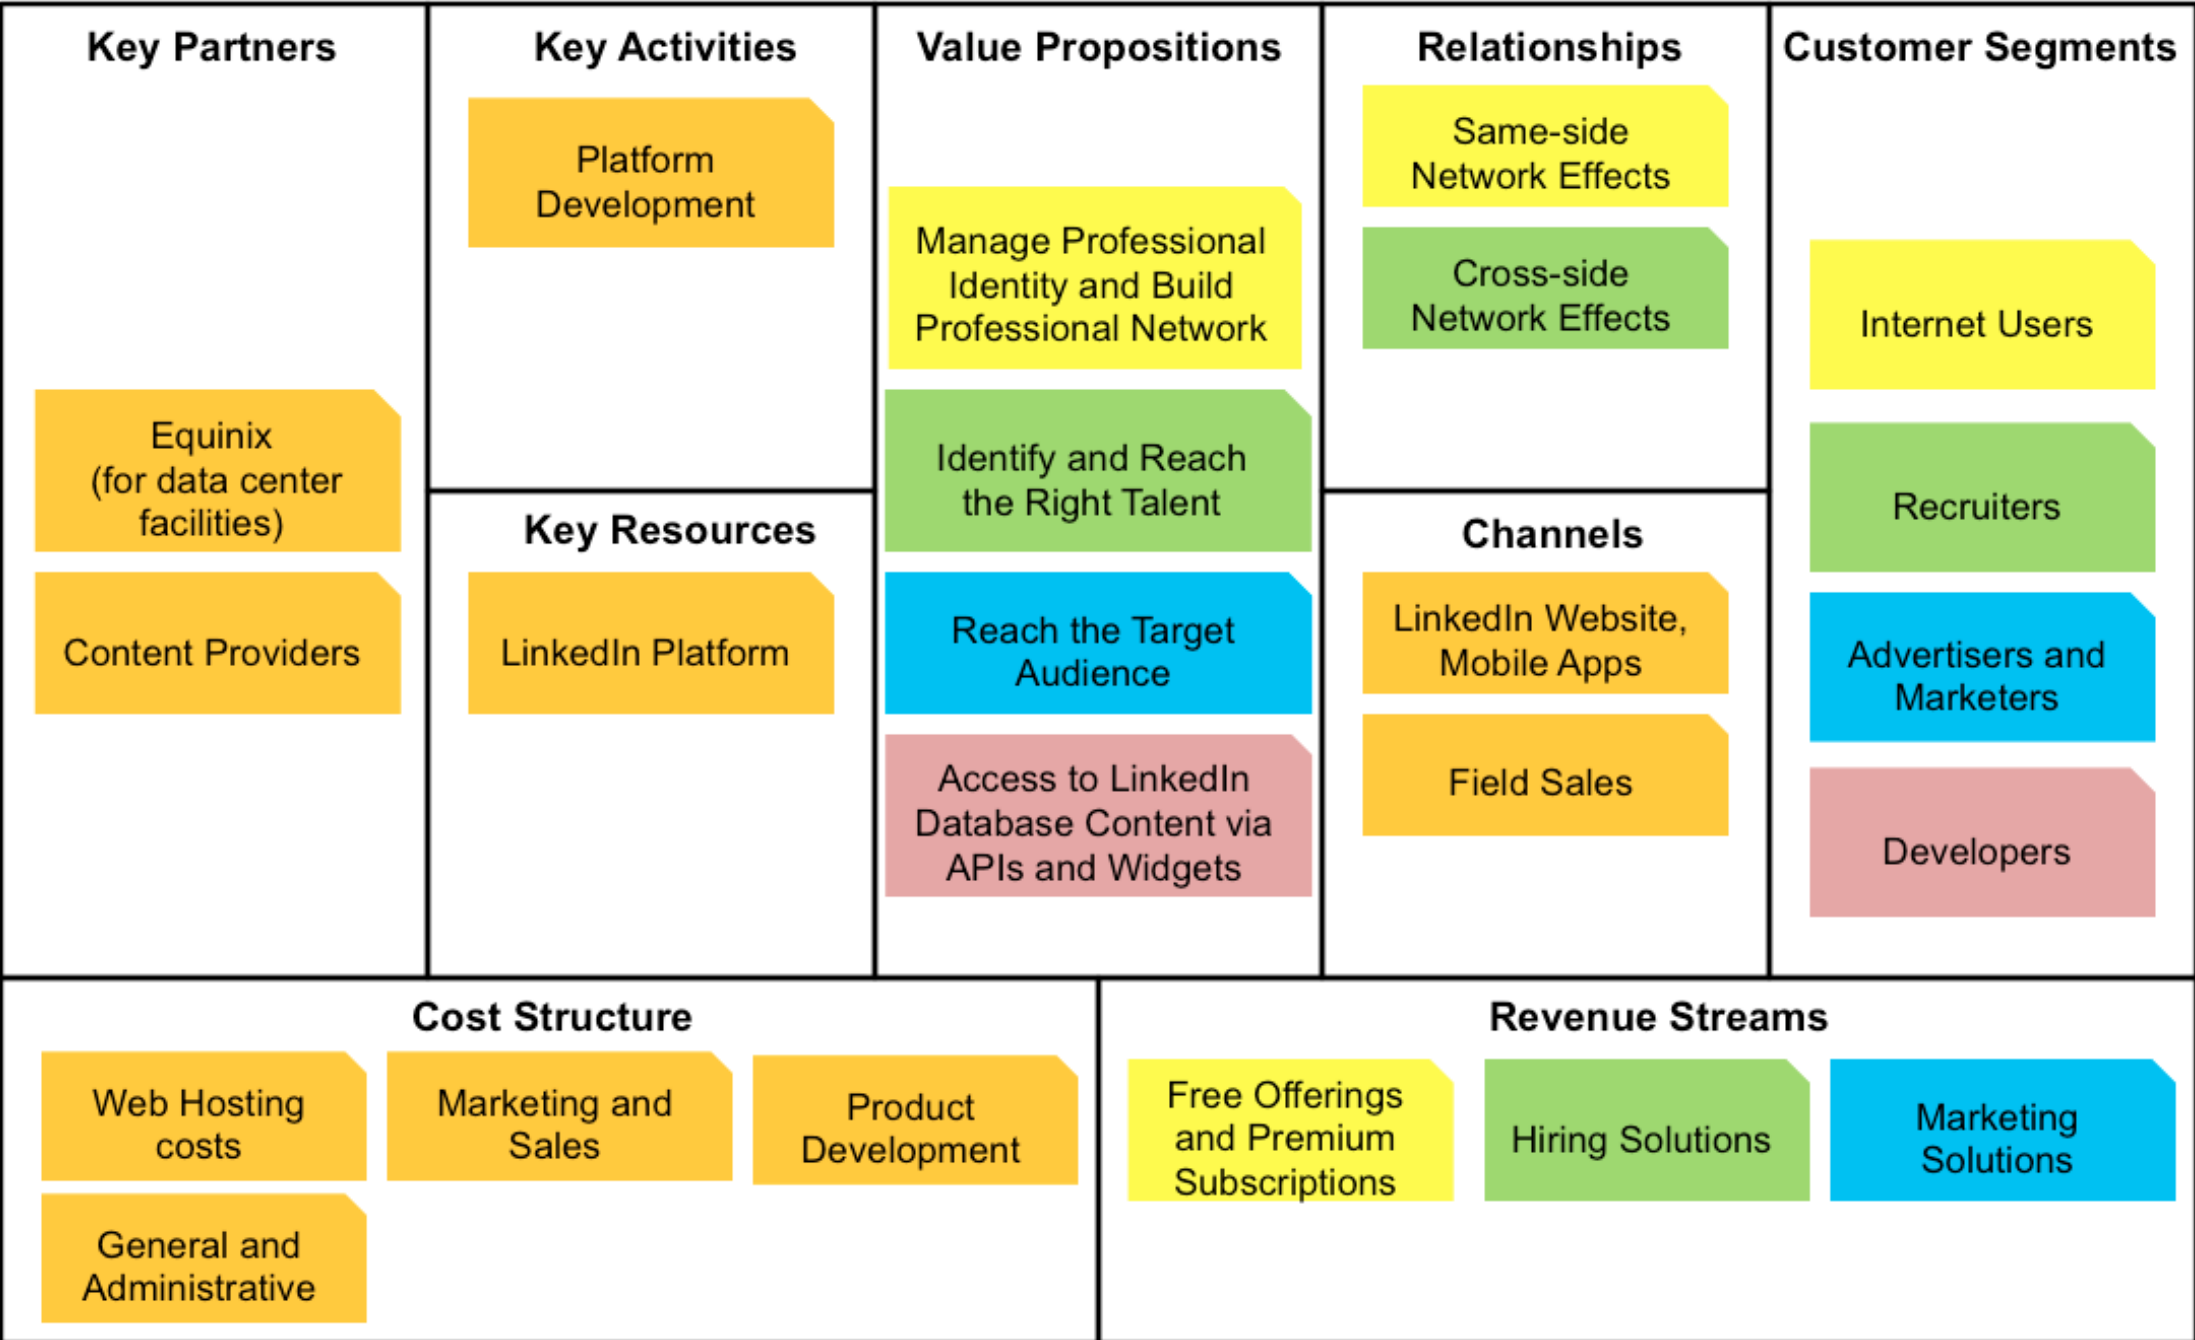 Key Partners
Equinix
(for data center
facilities)
Content Providers
Key Activities
Platform
Development
Key Resources
LinkedIn Platform
Value Propositions
Manage Professional
Identity and Build
Professional Network
Identify and Reach
the Right Talent
Reach the Target
Audience
Access to LinkedIn
Database Content via
APIs and Widgets
Relationships
Same-side
Network Effects
Cross-side
Network Effects
Channels
LinkedIn Website,
Mobile Apps
Field Sales
Customer Segments
Internet Users
Recruiters
Advertisers and
Marketers
Developers
Cost Structure
Web Hosting
costs
Marketing and
Sales
Product
Development
General and
Administrative
Revenue Streams
Free Offerings
and Premium
Subscriptions
Hiring Solutions
Marketing
Solutions